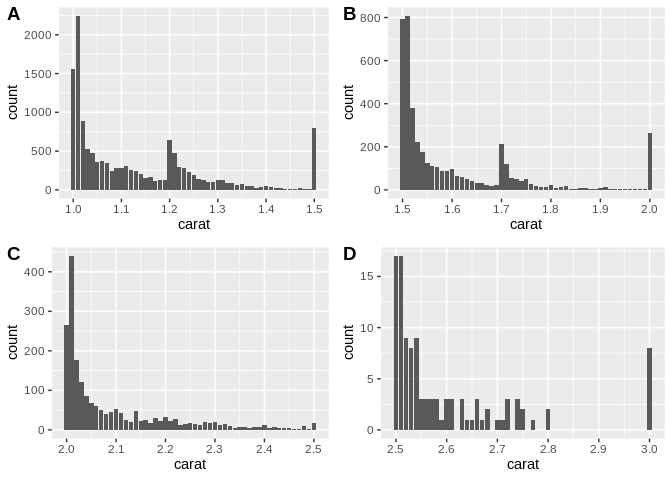 A
2000
1500
1000
500
0
count
1.0 1.1 1.2 1.3 1.4 1.5
carat
B
800
600
400
200
0
count
1.5 1.6 1.7 1.8 1.9 2.0
carat
C
400
300
200
100
0
count
2.0 2.1 2.2 2.3 2.4 2.5
carat
D
15
10
5
0
count
2.5 2.6 2.7 2.8 2.9 3.0
carat